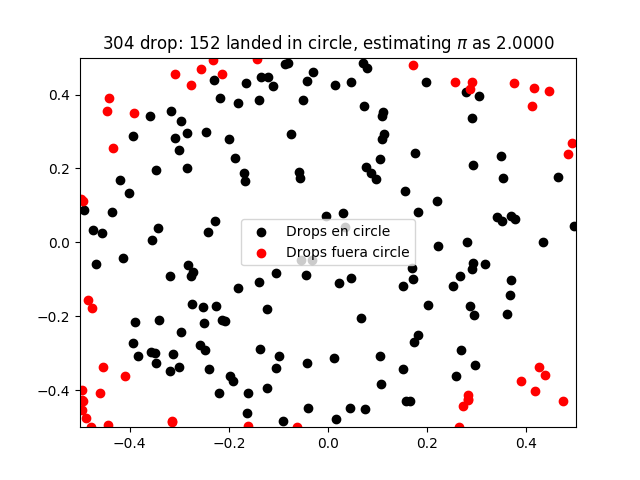 304 drop: 152 landed in circle, estimating π as 2.0000
0.4
0.2
0.0
−0.2
−0.4
Drops en circle
Drops fuera circle
−0.4 −0.2 0.0 0.2 0.4